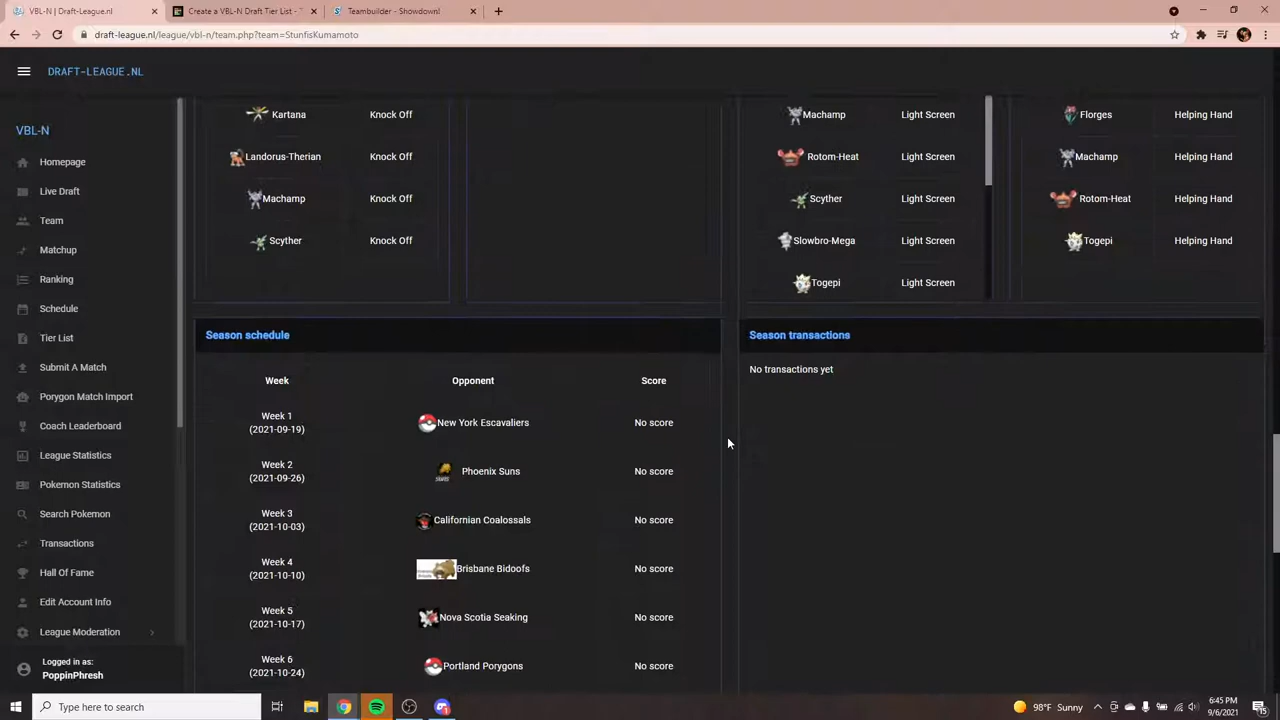 VBL-N | Draft-League.nl
Create a VBL-N Draft Tier List -
Teambuilder - Showdown!
draft-league.nl/league/vbl-n/team.php?team=StunfisKumamoto
DRAFT-LEAGUE.NL
VBL-N
Homepage
Live Draft
Team
Matchup
Ranking
Schedule
Tier List
Submit A Match
Porygon Match Import
Coach Leaderboard
League Statistics
Pokemon Statistics
Search Pokemon
Transactions
Hall Of Fame
Edit Account Info
League Moderation
Logged in as:
PoppinPhresh
Kartana Knock Off
Landorus-Therian Knock Off
Machamp Knock Off
Scyther Knock Off
Machamp Light Screen
Rotom-Heat Light Screen
Scyther Light Screen
Slowbro-Mega Light Screen
Togepi Light Screen
Florges Helping Hand
Machamp Helping Hand
Rotom-Heat Helping Hand
Togepi Helping Hand
Season schedule
Week Opponent Score
Week 1
(2021-09-19) New York Escavaliers No score
Week 2
(2021-09-26) Phoenix Suns No score
Week 3
(2021-10-03) Californian Coalossals No score
Week 4
(2021-10-10) Brisbane Bidoofs No score
Week 5
(2021-10-17) Nova Scotia Seaking No score
Week 6
(2021-10-24) Portland Porygons No score
Season transactions
No transactions yet
Type here to search
98°F Sunny
6:45 PM
9/6/2021